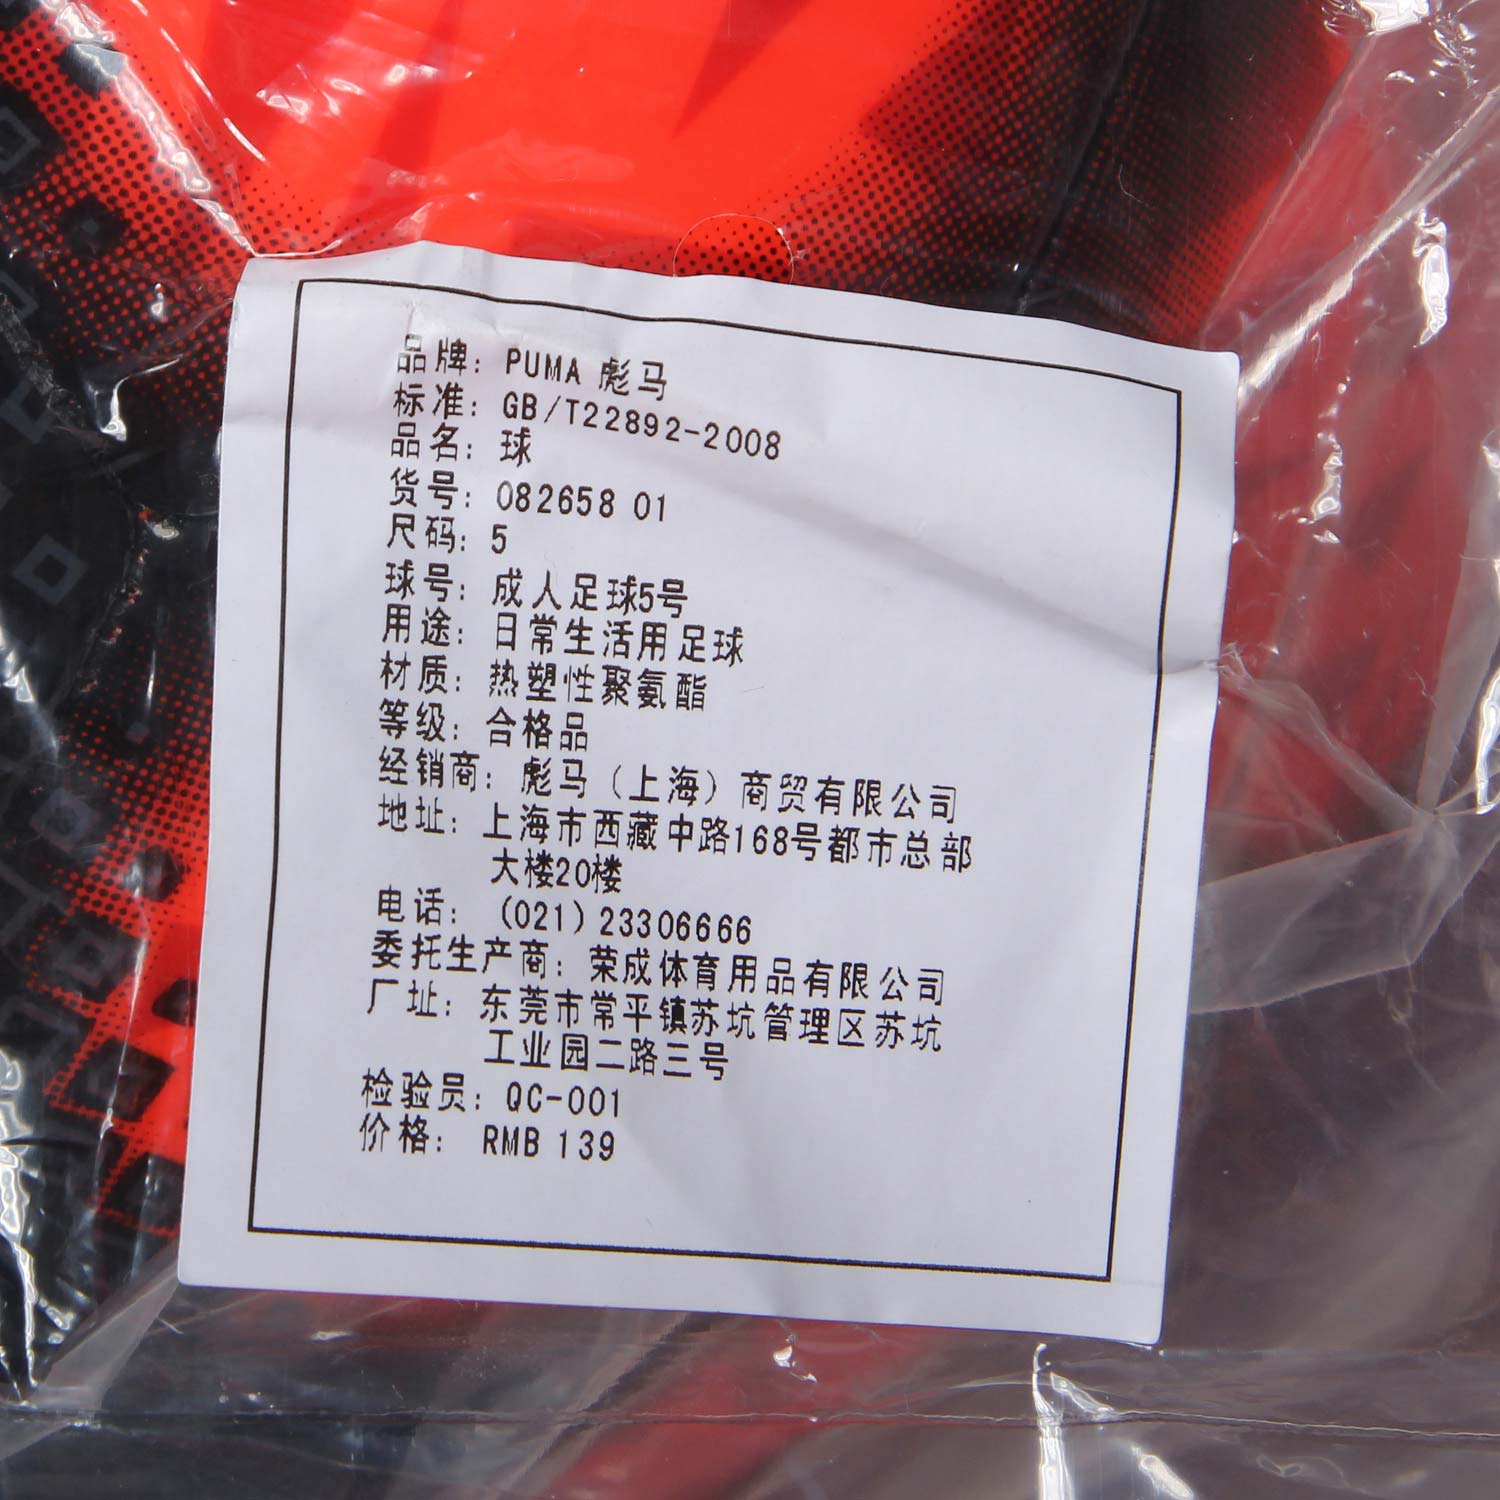 品牌: PUMA 彪马
标准: GB/T22892-2008
品名: 球
货号: 082658 01
尺码: 5
球号: 成人足球5号
用途: 日常生活用足球
材质: 热塑性聚氨酯
等级: 合格品
经销商: 彪马(上海)商贸有限公司
地址: 上海市西藏中路168号都市总部
大楼20楼
电话: (021)23306666
委托生产商: 荣成体育用品有限公司
厂址: 东莞市常平镇苏坑管理区苏坑
工业园二路三号
检验员: QC-001
价格: RMB 139